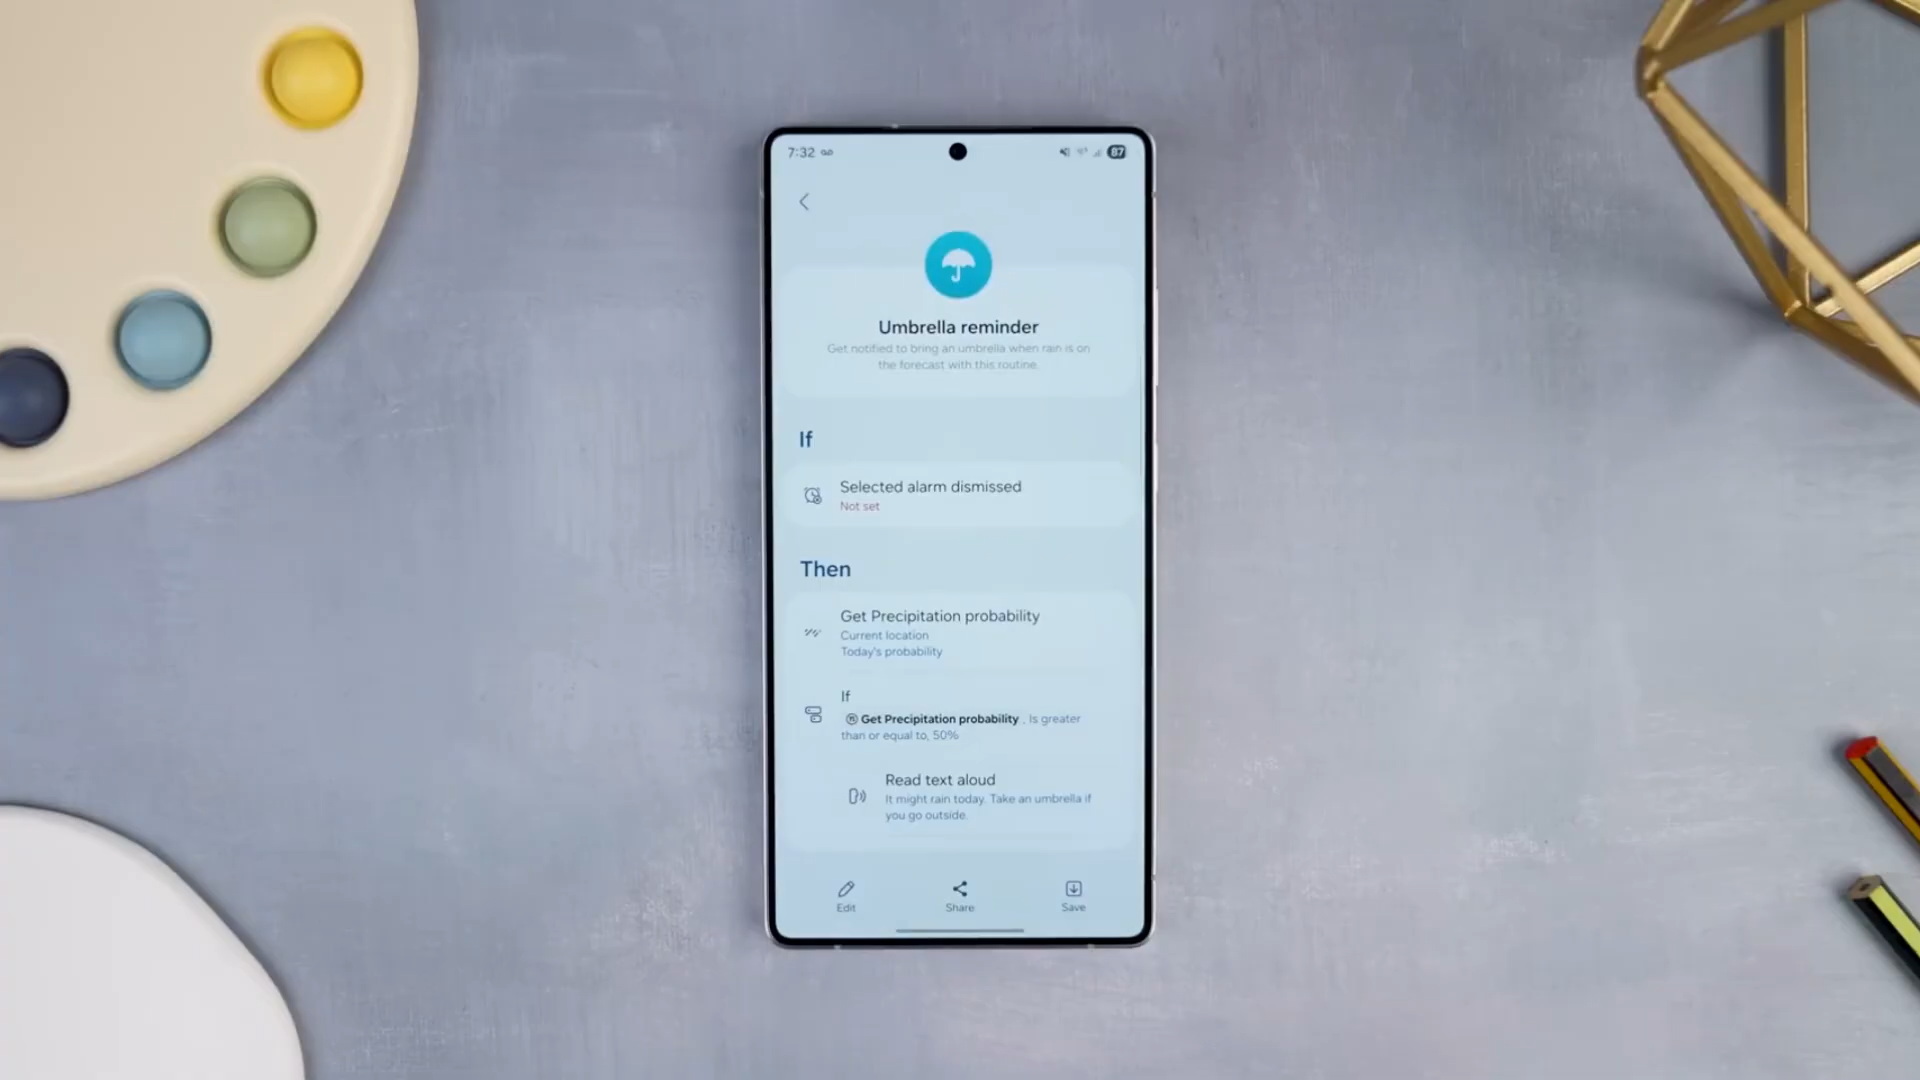 7:32
87
Umbrella reminder
Get notified to bring an umbrella when rain is on
the forecast with this routine.
If
Selected alarm dismissed
Not set
Then
Get Precipitation probability
Current location
Today's probability
If
Get Precipitation probability , Is greater
than or equal to, 50%
Read text aloud
It might rain today. Take an umbrella if
you go outside.
Edit
Share
Save